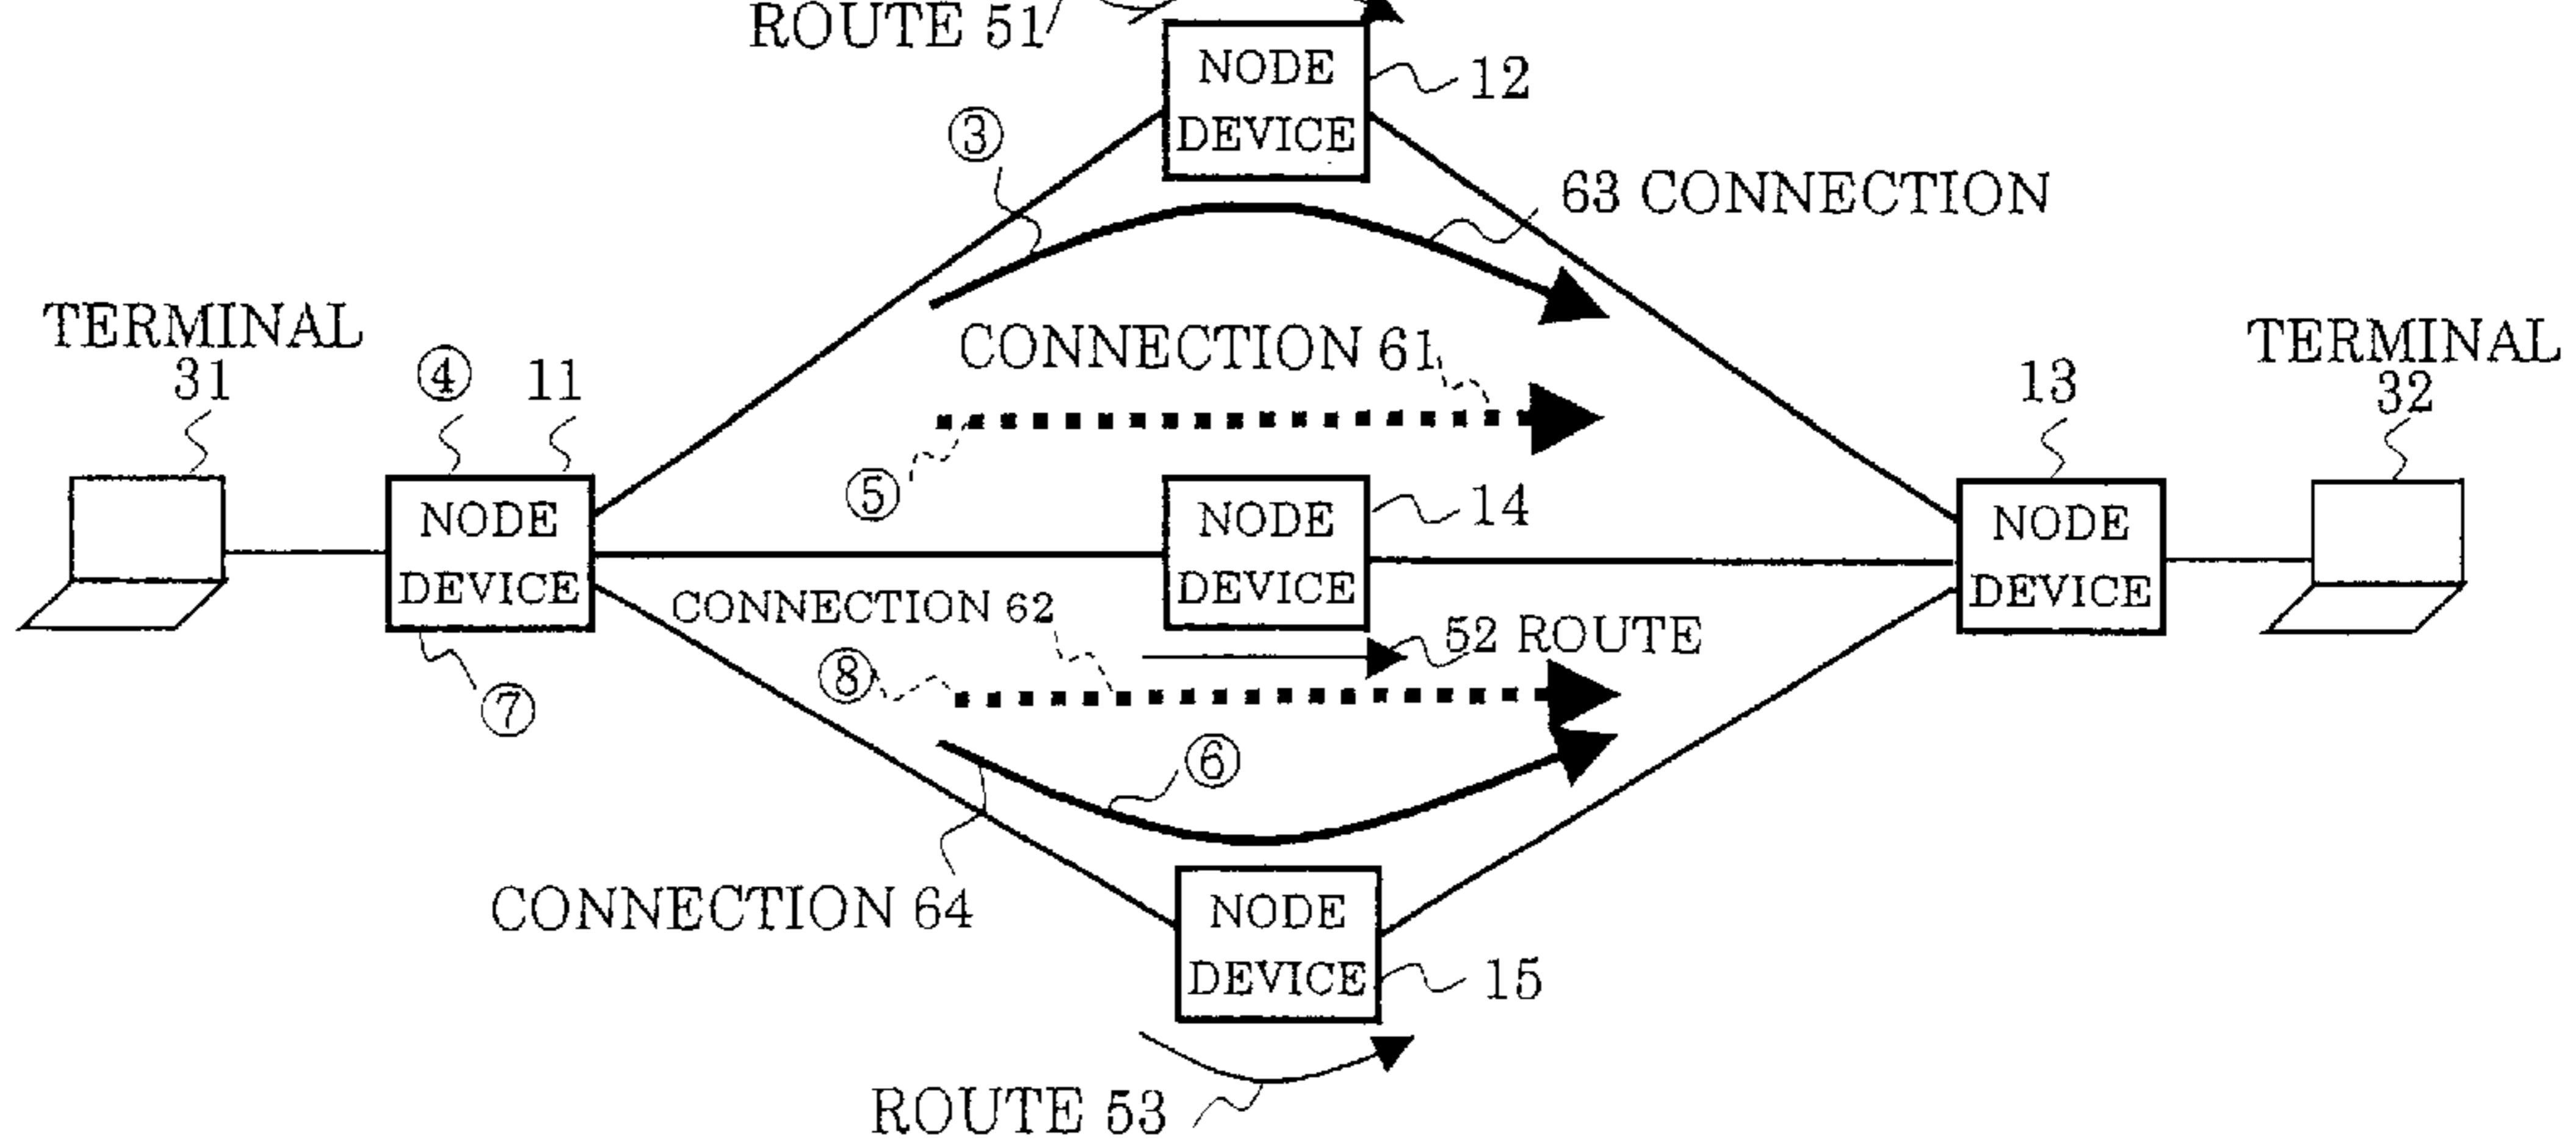 ROUTE 51
NODE
DEVICE
12
③
63 CONNECTION
TERMINAL
31
④
11
CONNECTION 61
13
TERMINAL
32
⑤
NODE
DEVICE
NODE
DEVICE
14
NODE
DEVICE
CONNECTION 62
52 ROUTE
⑧
⑦
⑥
CONNECTION 64
NODE
DEVICE
15
ROUTE 53